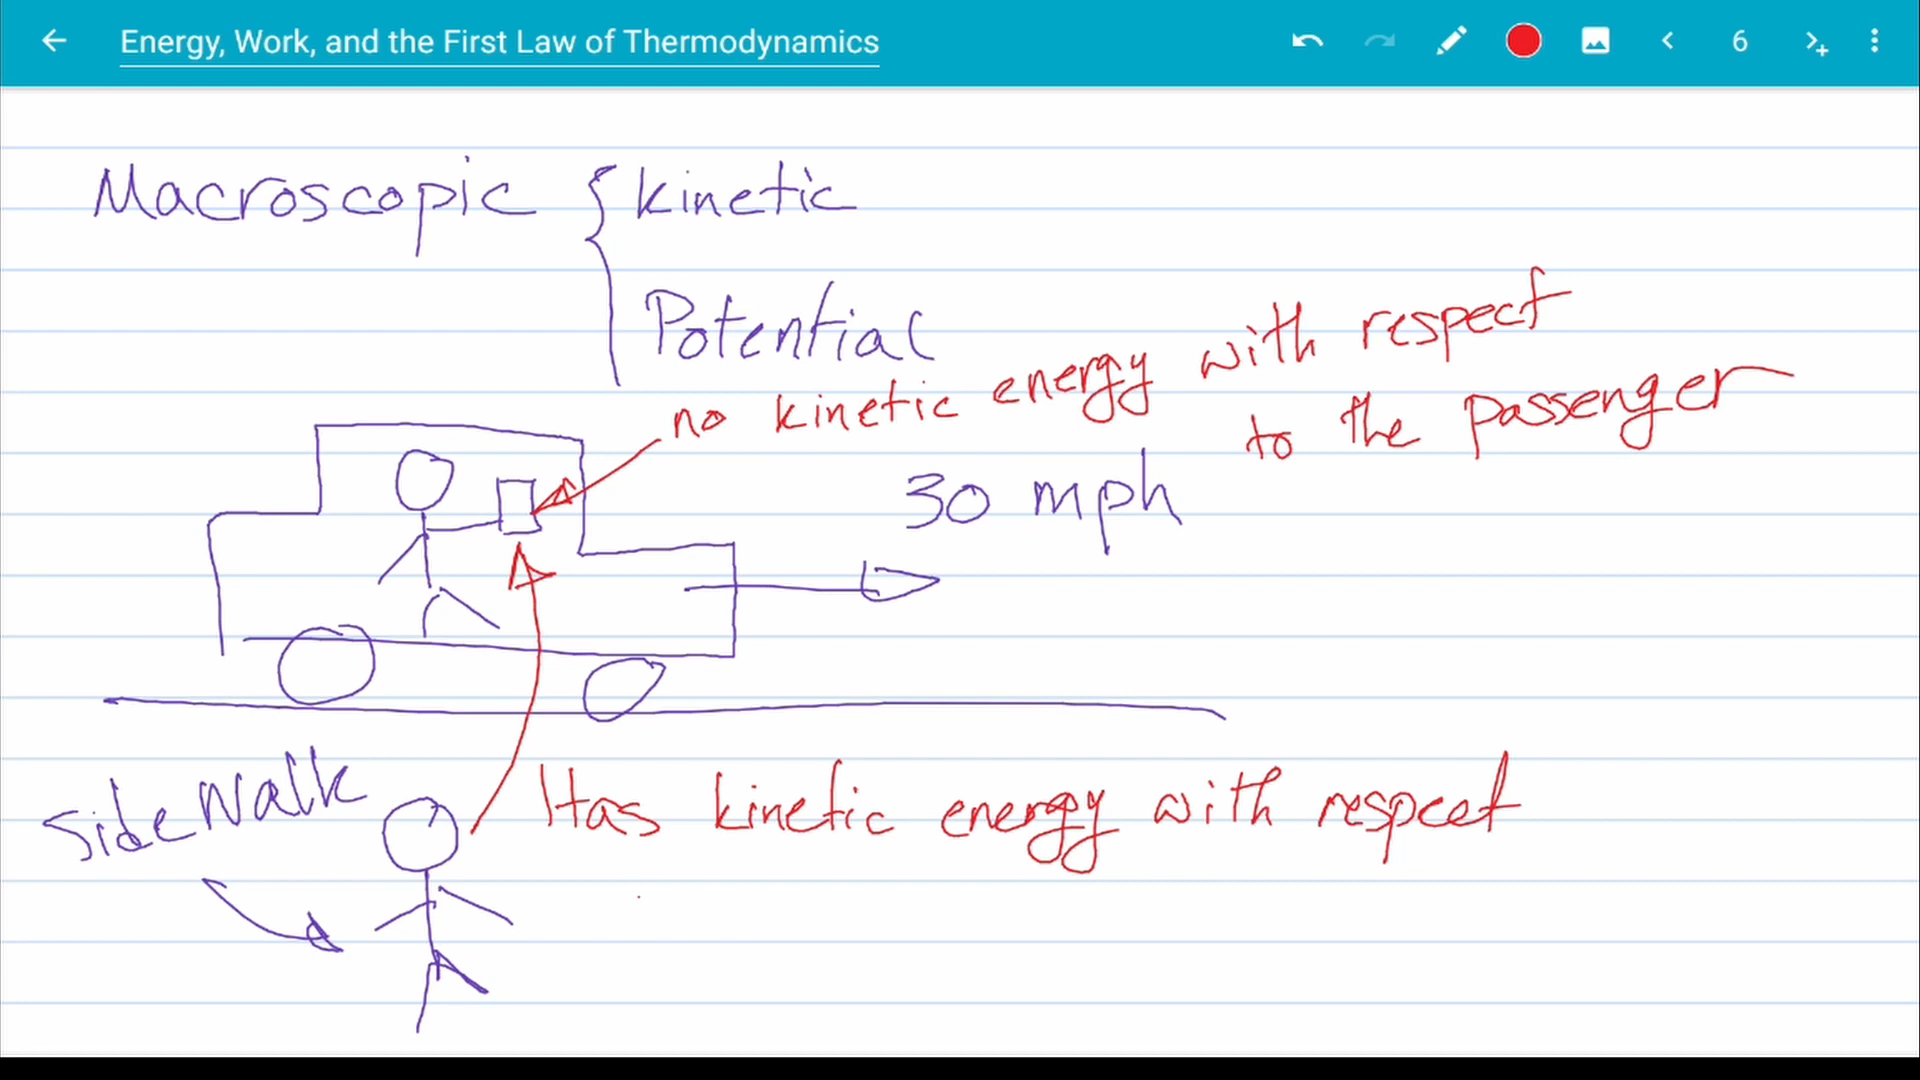 Energy, Work, and the First Law of Thermodynamics 6
Macroscopic { kinetic
Potential
no kinetic energy with respect
to the passenger
30 mph
sidewalk
Has kinetic energy with respect